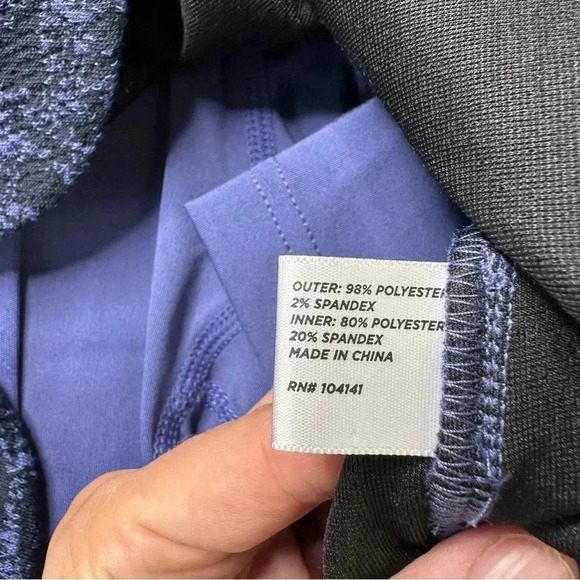 OUTER: 98% POLYESTER
2% SPANDEX
INNER: 80% POLYESTER
20% SPANDEX
MADE IN CHINA
RN# 104141